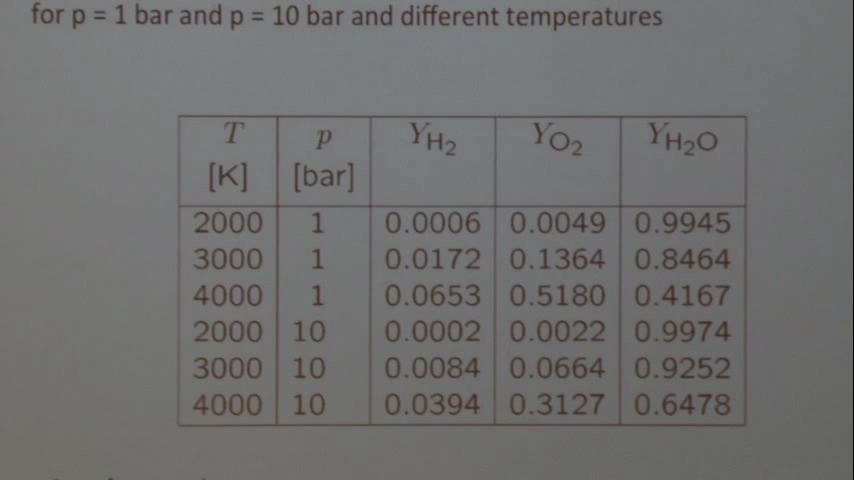 for p = 1 bar and p = 10 bar and different temperatures
T p Y_H2 Y_O2 Y_H2O
[K] [bar]
2000 1 0.0006 0.0049 0.9945
3000 1 0.0172 0.1364 0.8464
4000 1 0.0653 0.5180 0.4167
2000 10 0.0002 0.0022 0.9974
3000 10 0.0084 0.0664 0.9252
4000 10 0.0394 0.3127 0.6478